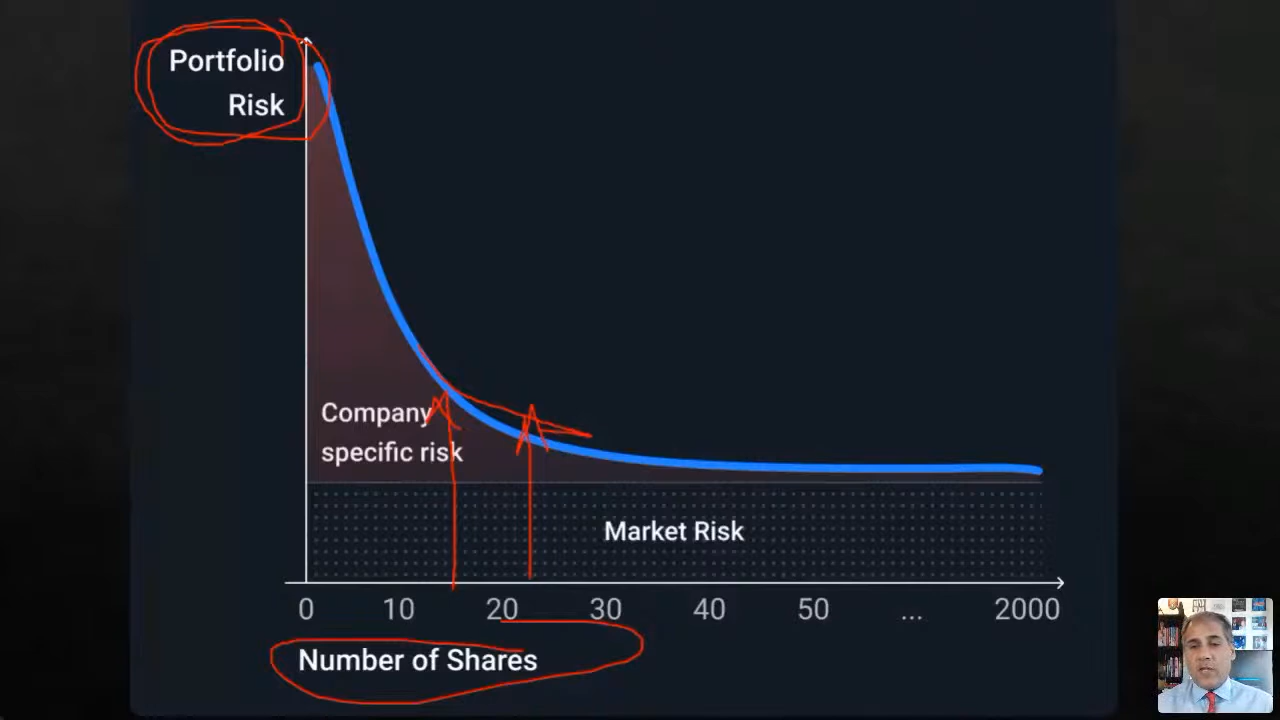 Portfolio
Risk
Company
specific risk
Market Risk
0 10 20 30 40 50 ... 2000
Number of Shares